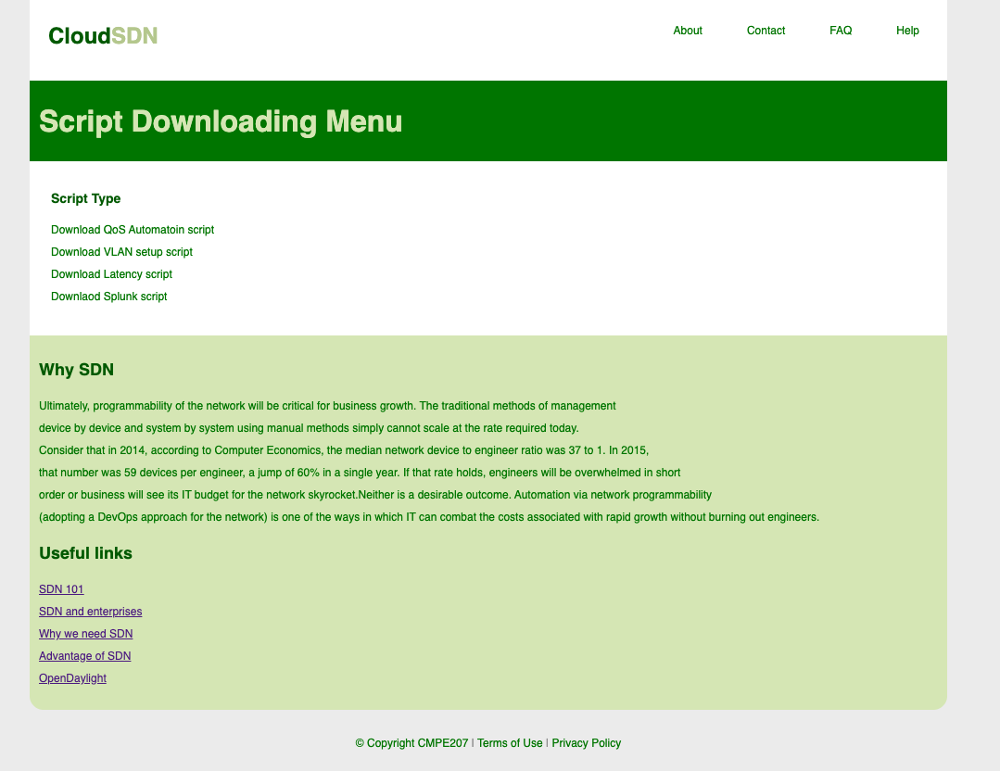 CloudSDN
About Contact FAQ Help
Script Downloading Menu
Script Type
Download QoS Automatoin script
Download VLAN setup script
Download Latency script
Downlaod Splunk script
Why SDN
Ultimately, programmability of the network will be critical for business growth. The traditional methods of management
device by device and system by system using manual methods simply cannot scale at the rate required today.
Consider that in 2014, according to Computer Economics, the median network device to engineer ratio was 37 to 1. In 2015,
that number was 59 devices per engineer, a jump of 60% in a single year. If that rate holds, engineers will be overwhelmed in short
order or business will see its IT budget for the network skyrocket.Neither is a desirable outcome. Automation via network programmability
(adopting a DevOps approach for the network) is one of the ways in which IT can combat the costs associated with rapid growth without burning out engineers.
Useful links
SDN 101
SDN and enterprises
Why we need SDN
Advantage of SDN
OpenDaylight
© Copyright CMPE207 | Terms of Use | Privacy Policy